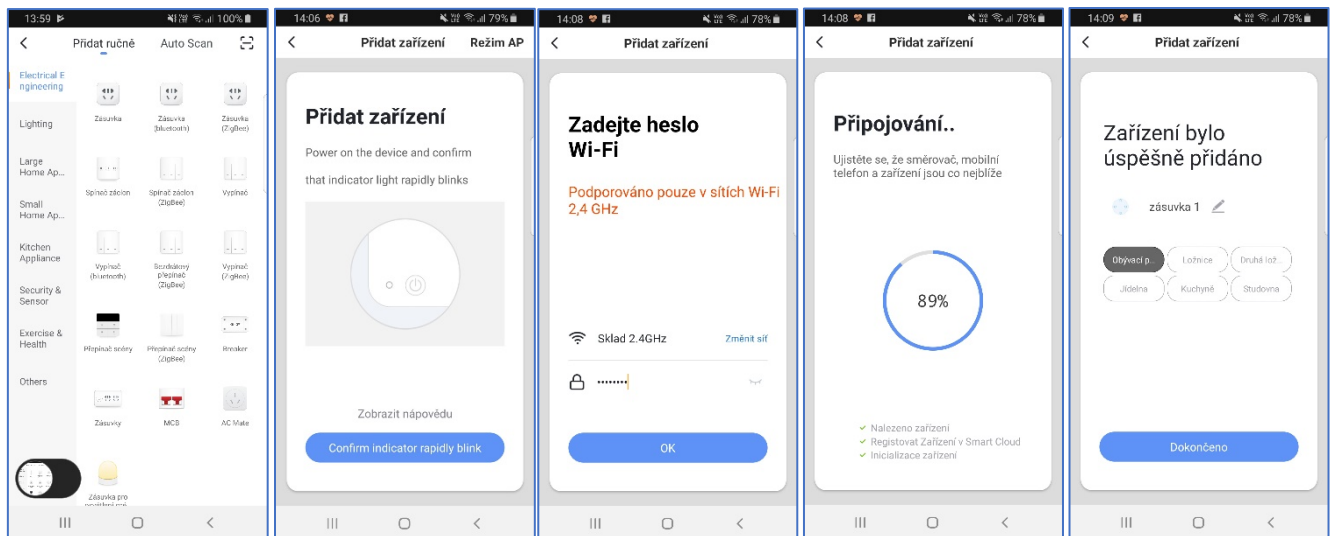 13:59 100%
Přidat ručně Auto Scan
Electrical E
ngineering
Lighting
Large
Home Ap...
Small
Home Ap...
Kitchen
Appliance
Security &
Sensor
Exercise &
Health
Others
Zásuvka Zásuvka
(bluetooth) Zásuvka
(ZigBee)
Spínač záclon Spínač záclon
(ZigBee) Vypínač
Vypínač
(bluetooth) Bezdrátový
přepínač
(ZigBee) Vypínač
(ZigBee)
Přepínač scény Přepínač scény
(ZigBee) Breaker
Zásuvky MCB AC Mate
Zásuvka pro
14:06 79%
Přidat zařízení Režim AP
Přidat zařízení
Power on the device and confirm
that indicator light rapidly blinks
Zobrazit nápovědu
Confirm indicator rapidly blink
14:08 78%
Přidat zařízení
Zadejte heslo
Wi-Fi
Podporováno pouze v sítích Wi-Fi
2,4 GHz
Sklad 2.4GHz Změnit síť
OK
14:08 78%
Přidat zařízení
Připojování..
Ujistěte se, že směrovač, mobilní
telefon a zařízení jsou co nejblíže
89%
Nalezeno zařízení
Registovat Zařízení v Smart Cloud
Inicializace zařízení
14:09 78%
Přidat zařízení
Zařízení bylo
úspěšně přidáno
zásuvka 1
Obývací p... Ložnice Druhá lož...
Jídelna Kuchyně Studovna
Dokončeno